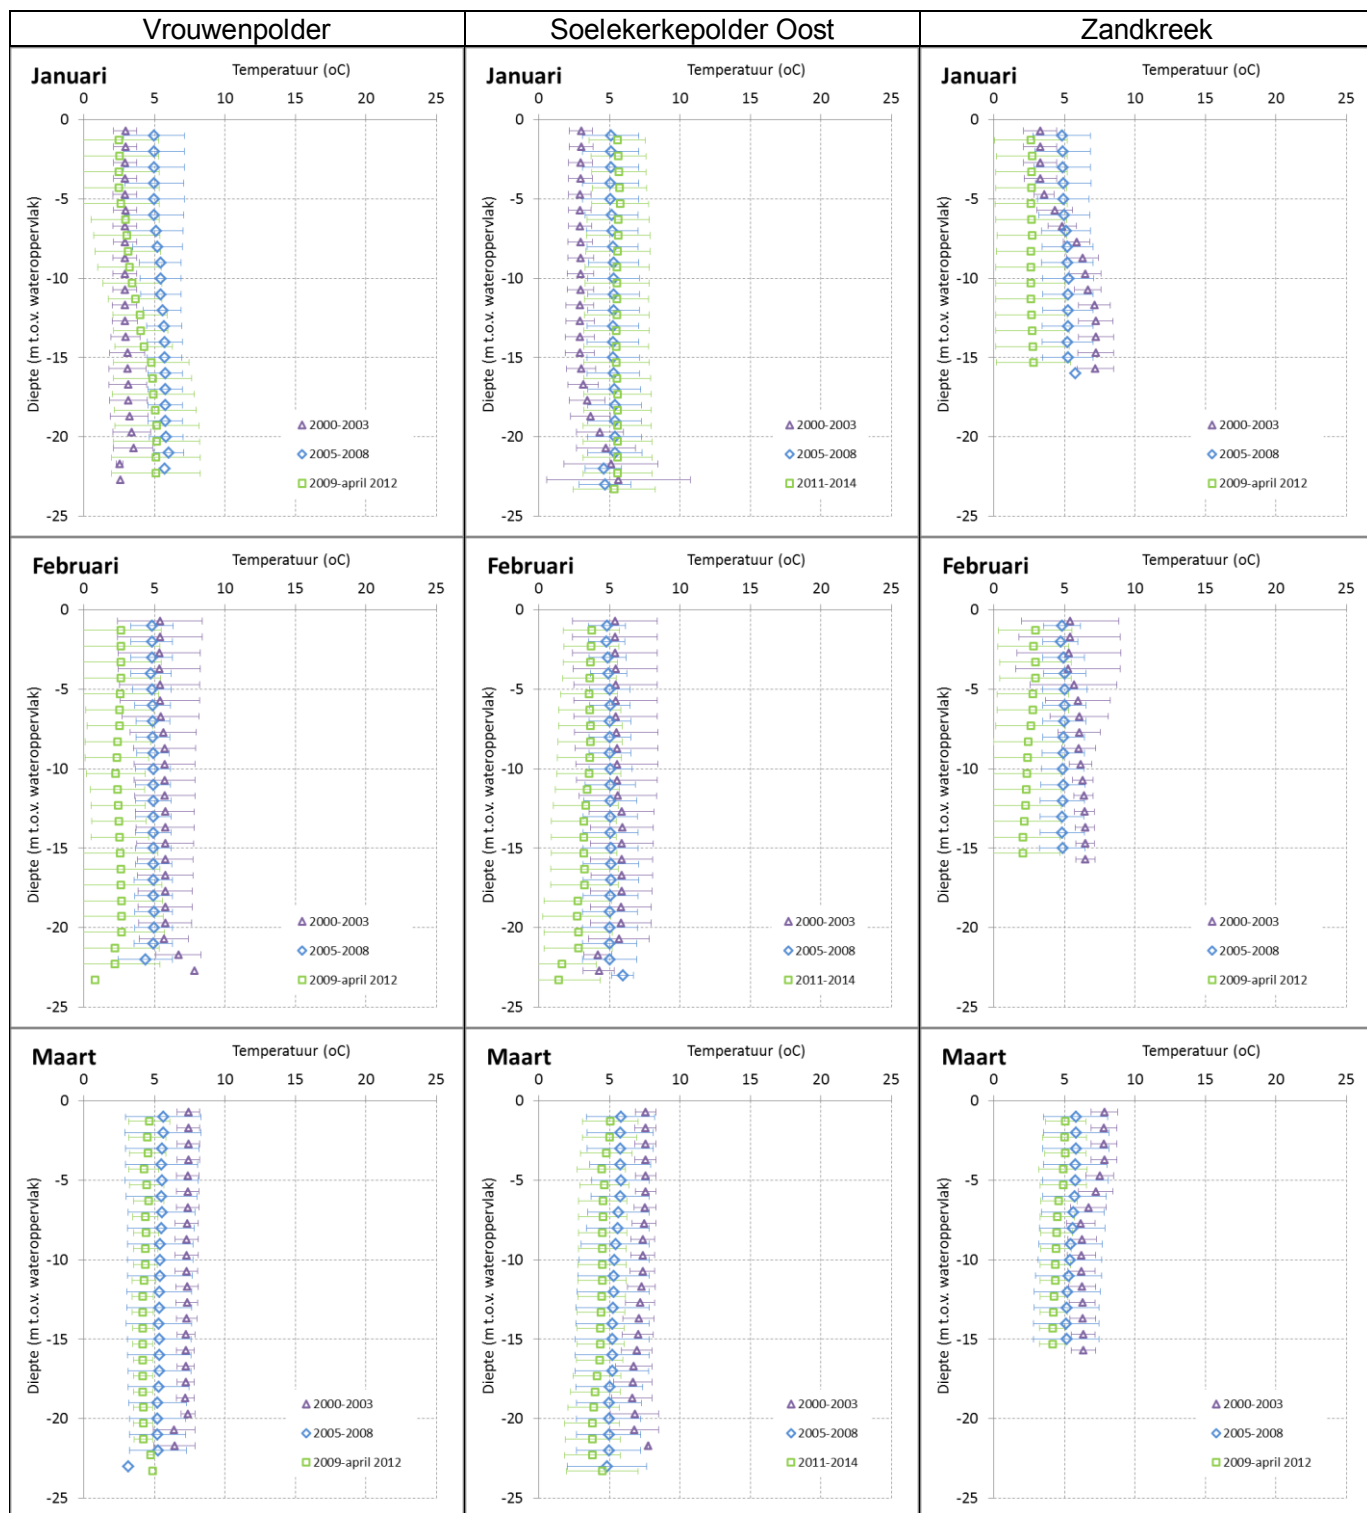 Vrouwenpolder Soelekerkepolder Oost Zandkreek
Januari Temperatuur (oC)
0 5 10 15 20 25
0
-5
-10
-15
-20
-25
Diepte (m t.o.v. wateroppervlak)
2000-2003
2005-2008
2009-april 2012
Januari Temperatuur (oC)
0 5 10 15 20 25
0
-5
-10
-15
-20
-25
Diepte (m t.o.v. wateroppervlak)
2000-2003
2005-2008
2011-2014
Januari Temperatuur (oC)
0 5 10 15 20 25
0
-5
-10
-15
-20
-25
Diepte (m t.o.v. wateroppervlak)
2000-2003
2005-2008
2009-april 2012
Februari Temperatuur (oC)
0 5 10 15 20 25
0
-5
-10
-15
-20
-25
Diepte (m t.o.v. wateroppervlak)
2000-2003
2005-2008
2009-april 2012
Februari Temperatuur (oC)
0 5 10 15 20 25
0
-5
-10
-15
-20
-25
Diepte (m t.o.v. wateroppervlak)
2000-2003
2005-2008
2011-2014
Februari Temperatuur (oC)
0 5 10 15 20 25
0
-5
-10
-15
-20
-25
Diepte (m t.o.v. wateroppervlak)
2000-2003
2005-2008
2009-april 2012
Maart Temperatuur (oC)
0 5 10 15 20 25
0
-5
-10
-15
-20
-25
Diepte (m t.o.v. wateroppervlak)
2000-2003
2005-2008
2009-april 2012
Maart Temperatuur (oC)
0 5 10 15 20 25
0
-5
-10
-15
-20
-25
Diepte (m t.o.v. wateroppervlak)
2000-2003
2005-2008
2011-2014
Maart Temperatuur (oC)
0 5 10 15 20 25
0
-5
-10
-15
-20
-25
Diepte (m t.o.v. wateroppervlak)
2000-2003
2005-2008
2009-april 2012